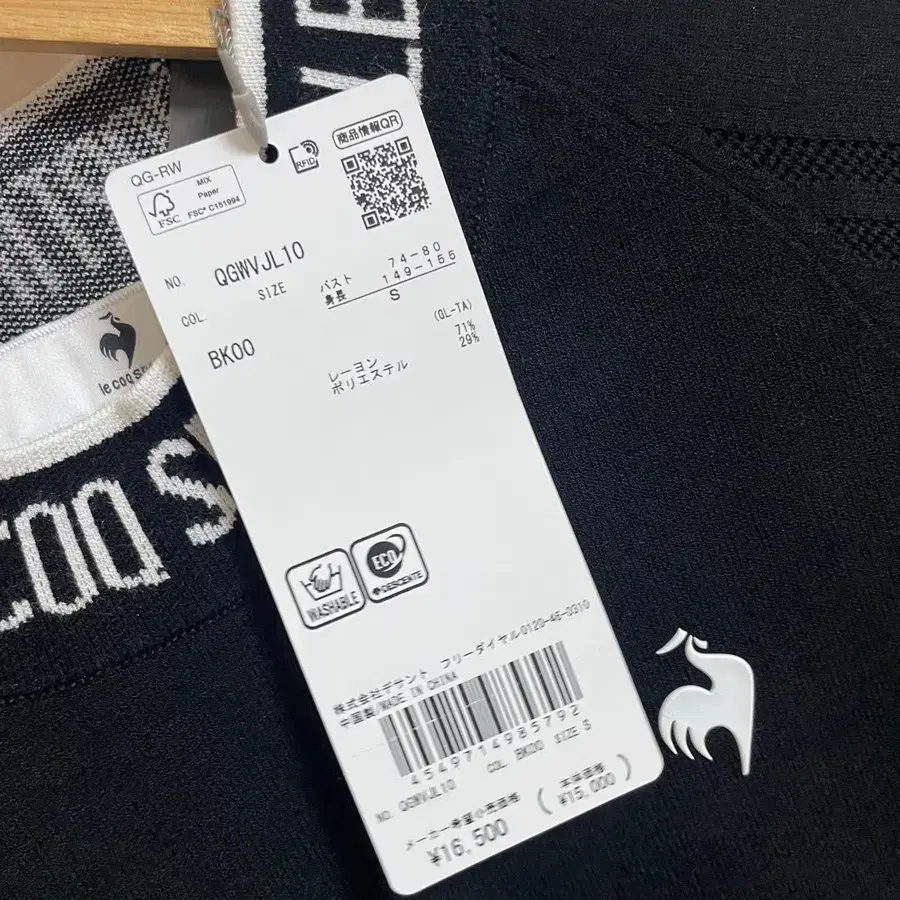 LE
QG-RW
FSC
MIX
Paper
FSC® C151994
RFID
商品情報QR
NO. QGWVJL10
COL. SIZE
バスト 74-80
身長 149-155
S
BK00
(GL-TA)
レーヨン 71%
ポリエステル 29%
le coq s
COQ S
WASHABLE
ECO
DESCENTE
株式会社デサント フリーダイヤル0120-46-0310
中国製/MADE IN CHINA
4549714985792
NO. QGWVJL10 COL BK00 SIZE S
メーカー希望小売価格 (本体価格
¥16,500 ¥15,000)